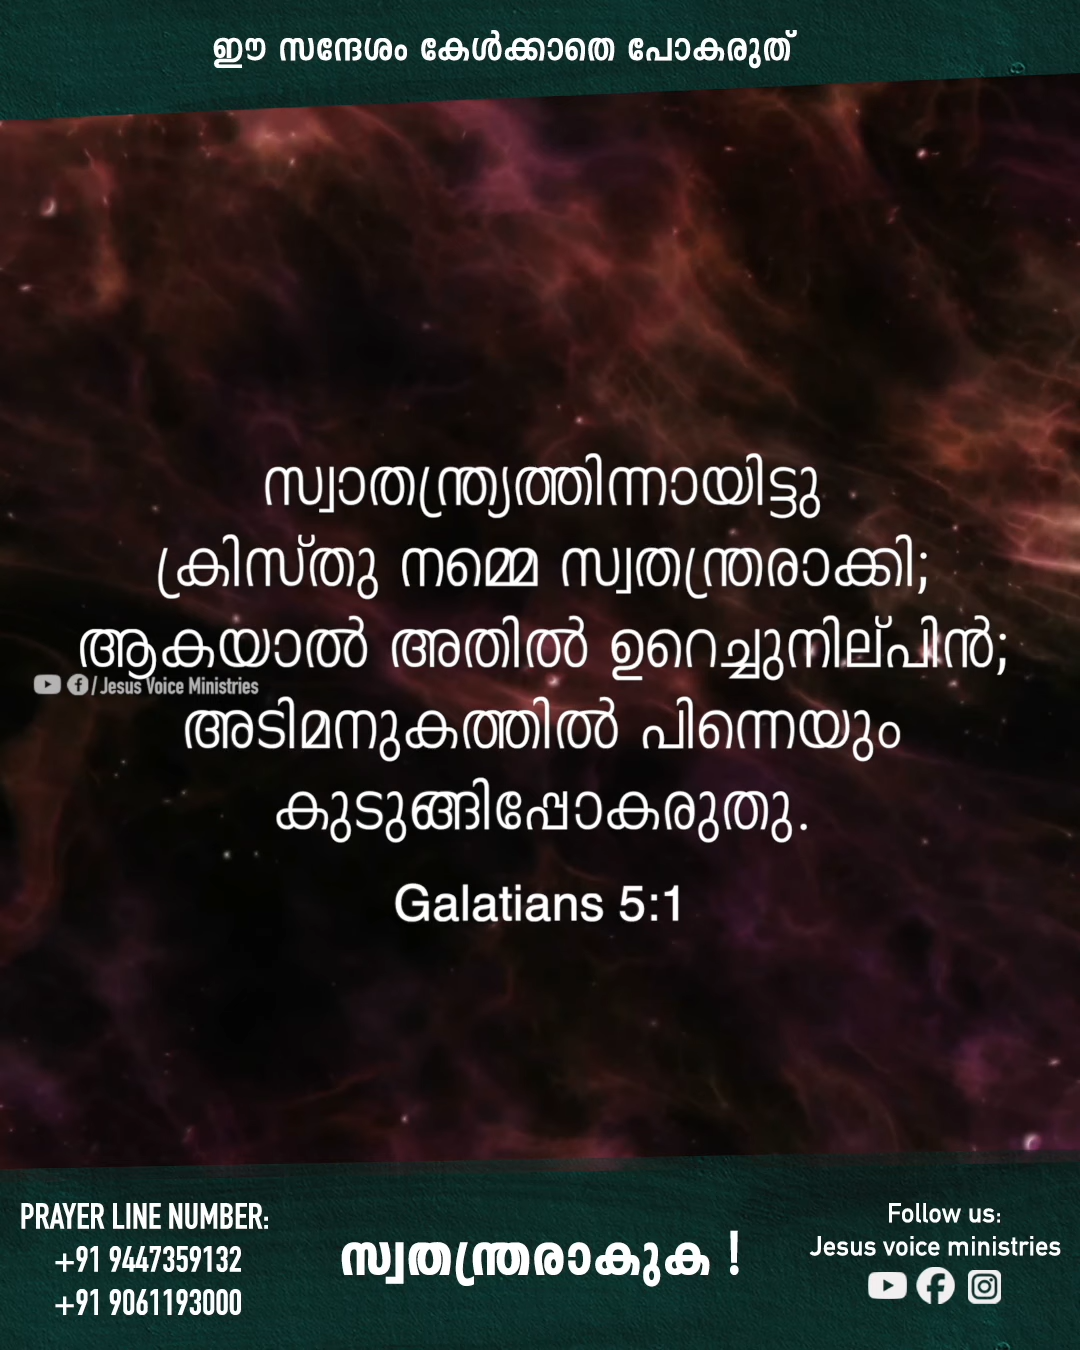 ഈ സന്ദേശം കേൾക്കാതെ പോകരുത്
സ്വാതന്ത്ര്യത്തിന്നായിട്ടു
ക്രിസ്തു നമ്മെ സ്വതന്ത്രരാക്കി;
ആകയാൽ അതിൽ ഉറെച്ചുനില്പിൻ;
/ Jesus Voice Ministries
അടിമനുകത്തിൽ പിന്നെയും
കുടുങ്ങിപ്പോകരുതു.
Galatians 5:1
PRAYER LINE NUMBER:
+91 9447359132
+91 9061193000
സ്വതന്ത്രരാകുക !
Follow us:
Jesus voice ministries